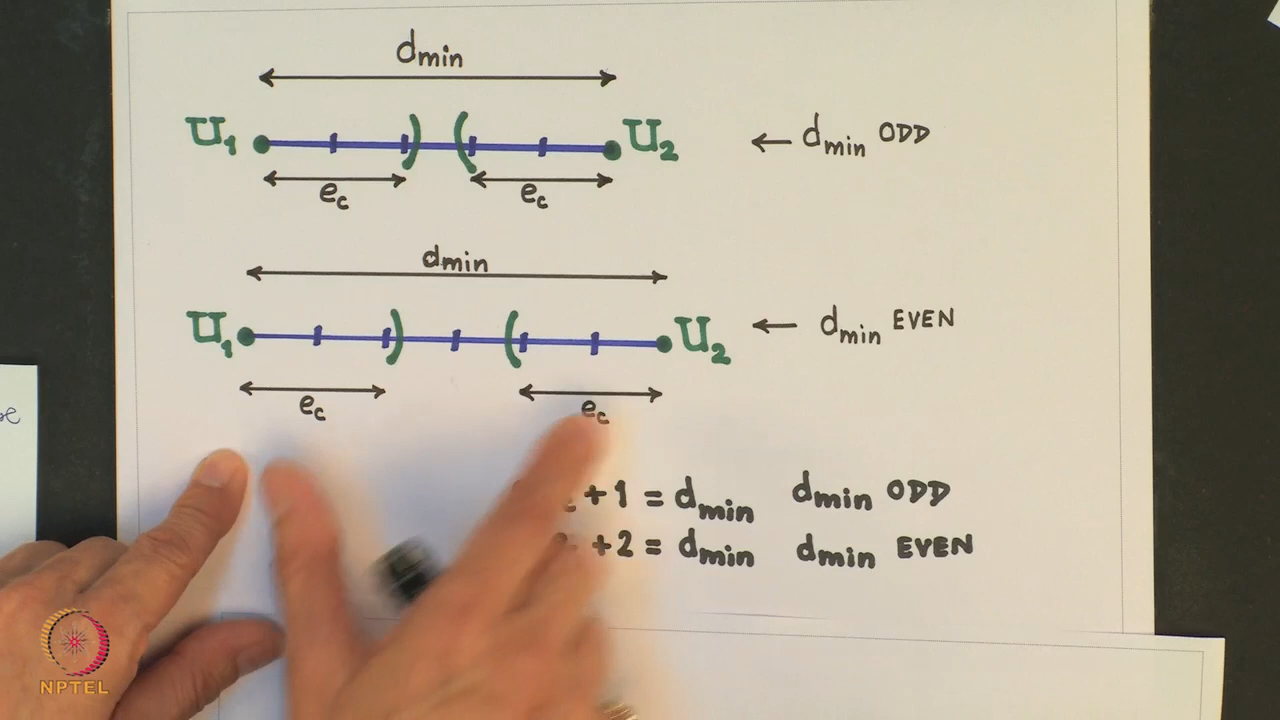 dmin
U1 U2 ← dmin ODD
ec ec
dmin
U1 U2 ← dmin EVEN
ec ec
+1 = dmin dmin ODD
+2 = dmin dmin EVEN
NPTEL